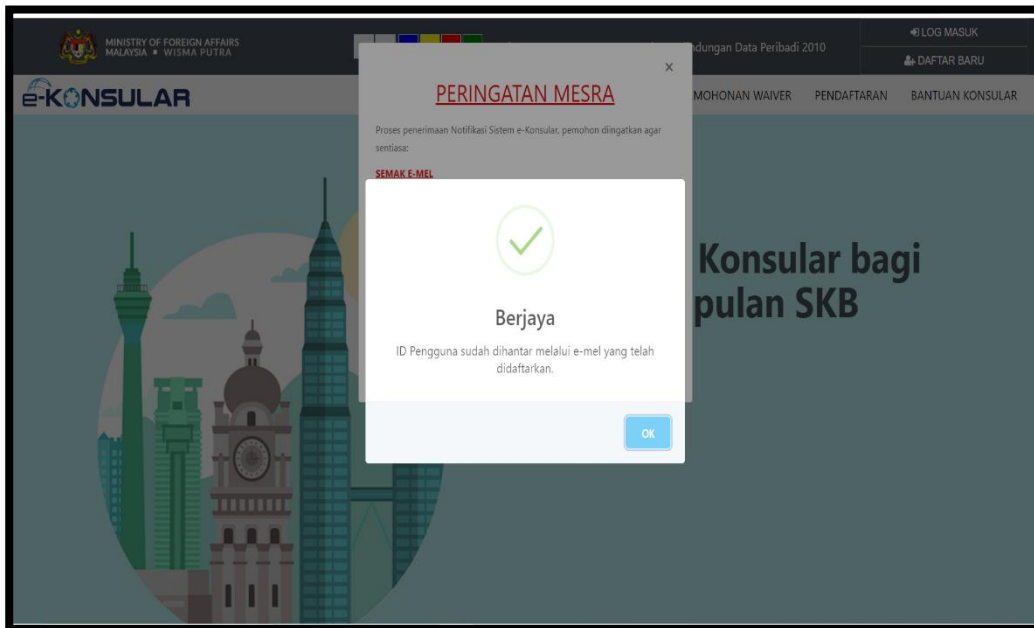 MINISTRY OF FOREIGN AFFAIRS
MALAYSIA • WISMA PUTRA
ndungan Data Peribadi 2010
LOG MASUK
DAFTAR BARU
e-KONSULAR
MOHONAN WAIVER PENDAFTARAN BANTUAN KONSULAR
x
PERINGATAN MESRA
Proses penerimaan Notifikasi Sistem e-Konsular, pemohon diingatkan agar
sentiasa:
SEMAK E-MEL
Konsular bagi
pulan SKB
Berjaya
ID Pengguna sudah dihantar melalui e-mel yang telah
didaftarkan.
OK